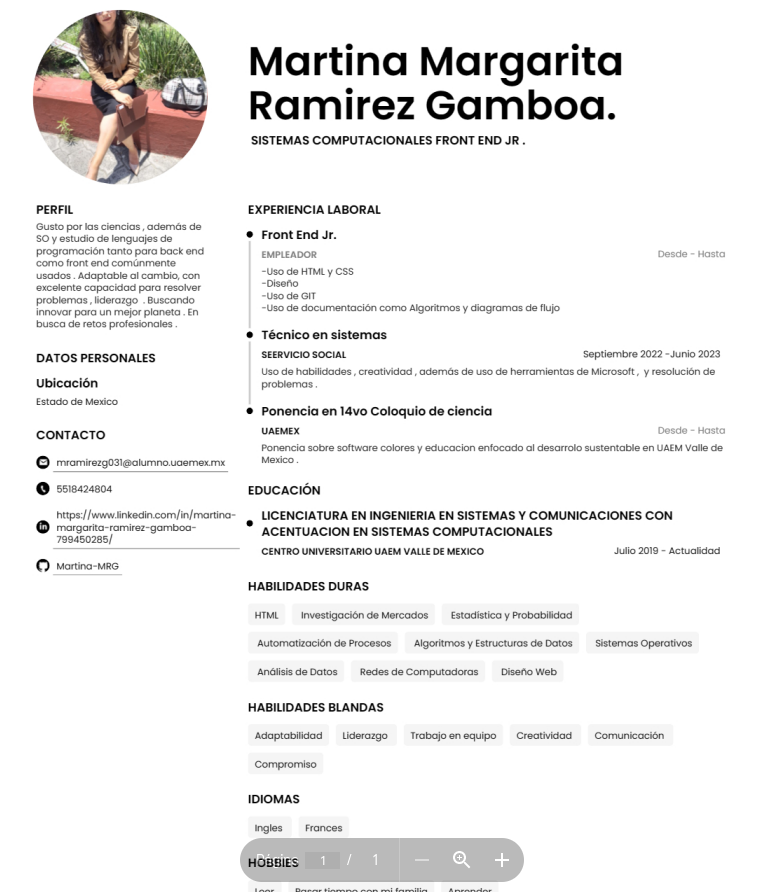 Martina Margarita
Ramirez Gamboa.
SISTEMAS COMPUTACIONALES FRONT END JR .
PERFIL
Gusto por las ciencias , además de
SO y estudio de lenguajes de
programación tanto para back end
como front end comúnmente
usados . Adaptable al cambio, con
excelente capacidad para resolver
problemas , liderazgo . Buscando
innovar para un mejor planeta . En
busca de retos profesionales .
DATOS PERSONALES
Ubicación
Estado de Mexico
CONTACTO
mramirezg031@alumno.uaemex.mx
5518424804
https://www.linkedin.com/in/martina-
margarita-ramirez-gamboa-
799450285/
Martina-MRG
EXPERIENCIA LABORAL
Front End Jr.
EMPLEADOR Desde - Hasta
-Uso de HTML y CSS
-Diseño
-Uso de GIT
-Uso de documentación como Algoritmos y diagramas de flujo
Técnico en sistemas
SEERVICIO SOCIAL Septiembre 2022 -Junio 2023
Uso de habilidades , creatividad , además de uso de herramientas de Microsoft , y resolución de
problemas .
Ponencia en 14vo Coloquio de ciencia
UAEMEX Desde - Hasta
Ponencia sobre software colores y educacion enfocado al desarrolo sustentable en UAEM Valle de
Mexico .
EDUCACIÓN
LICENCIATURA EN INGENIERIA EN SISTEMAS Y COMUNICACIONES CON
ACENTUACION EN SISTEMAS COMPUTACIONALES
CENTRO UNIVERSITARIO UAEM VALLE DE MEXICO Julio 2019 - Actualidad
HABILIDADES DURAS
HTML Investigación de Mercados Estadística y Probabilidad
Automatización de Procesos Algoritmos y Estructuras de Datos Sistemas Operativos
Análisis de Datos Redes de Computadoras Diseño Web
HABILIDADES BLANDAS
Adaptabilidad Liderazgo Trabajo en equipo Creatividad Comunicación
Compromiso
IDIOMAS
Ingles Frances
HOBBIES
Página 1 / 1
Leer Pasar tiempo con mi familia Aprender